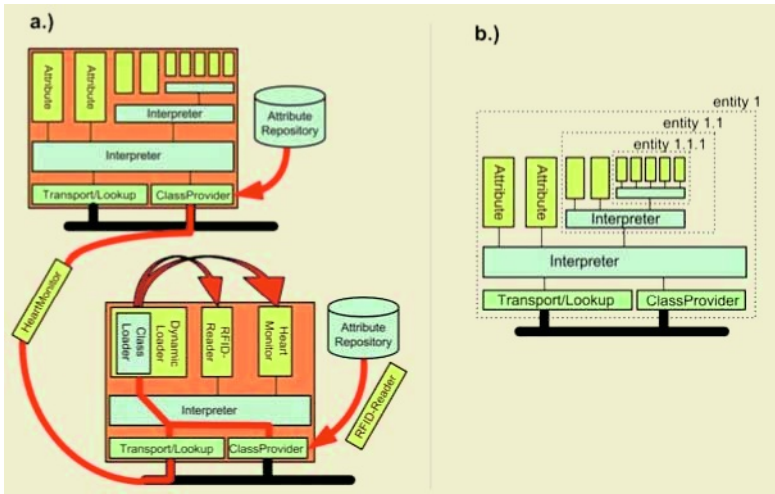 a.)
Attribute
Attribute
Interpreter
Interpreter
Transport/Lookup
ClassProvider
Attribute
Repository
HeartMonitor
Class
Loader
Dynamic
Loader
RFID-
Reader
Heart
Monitor
Interpreter
Transport/Lookup
ClassProvider
Attribute
Repository
RFID-Reader
b.)
entity 1
entity 1.1
entity 1.1.1
Attribute
Attribute
Interpreter
Interpreter
Transport/Lookup
ClassProvider